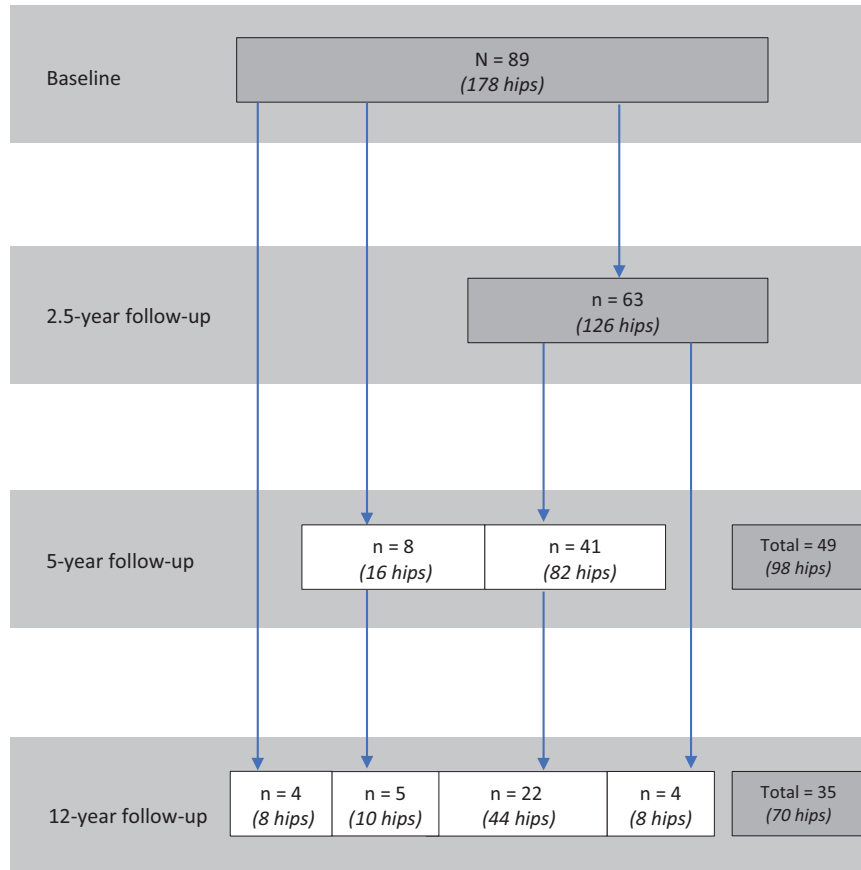 Baseline
N = 89
(178 hips)
2.5-year follow-up
n = 63
(126 hips)
5-year follow-up
n = 8
(16 hips)
n = 41
(82 hips)
Total = 49
(98 hips)
12-year follow-up
n = 4
(8 hips)
n = 5
(10 hips)
n = 22
(44 hips)
n = 4
(8 hips)
Total = 35
(70 hips)